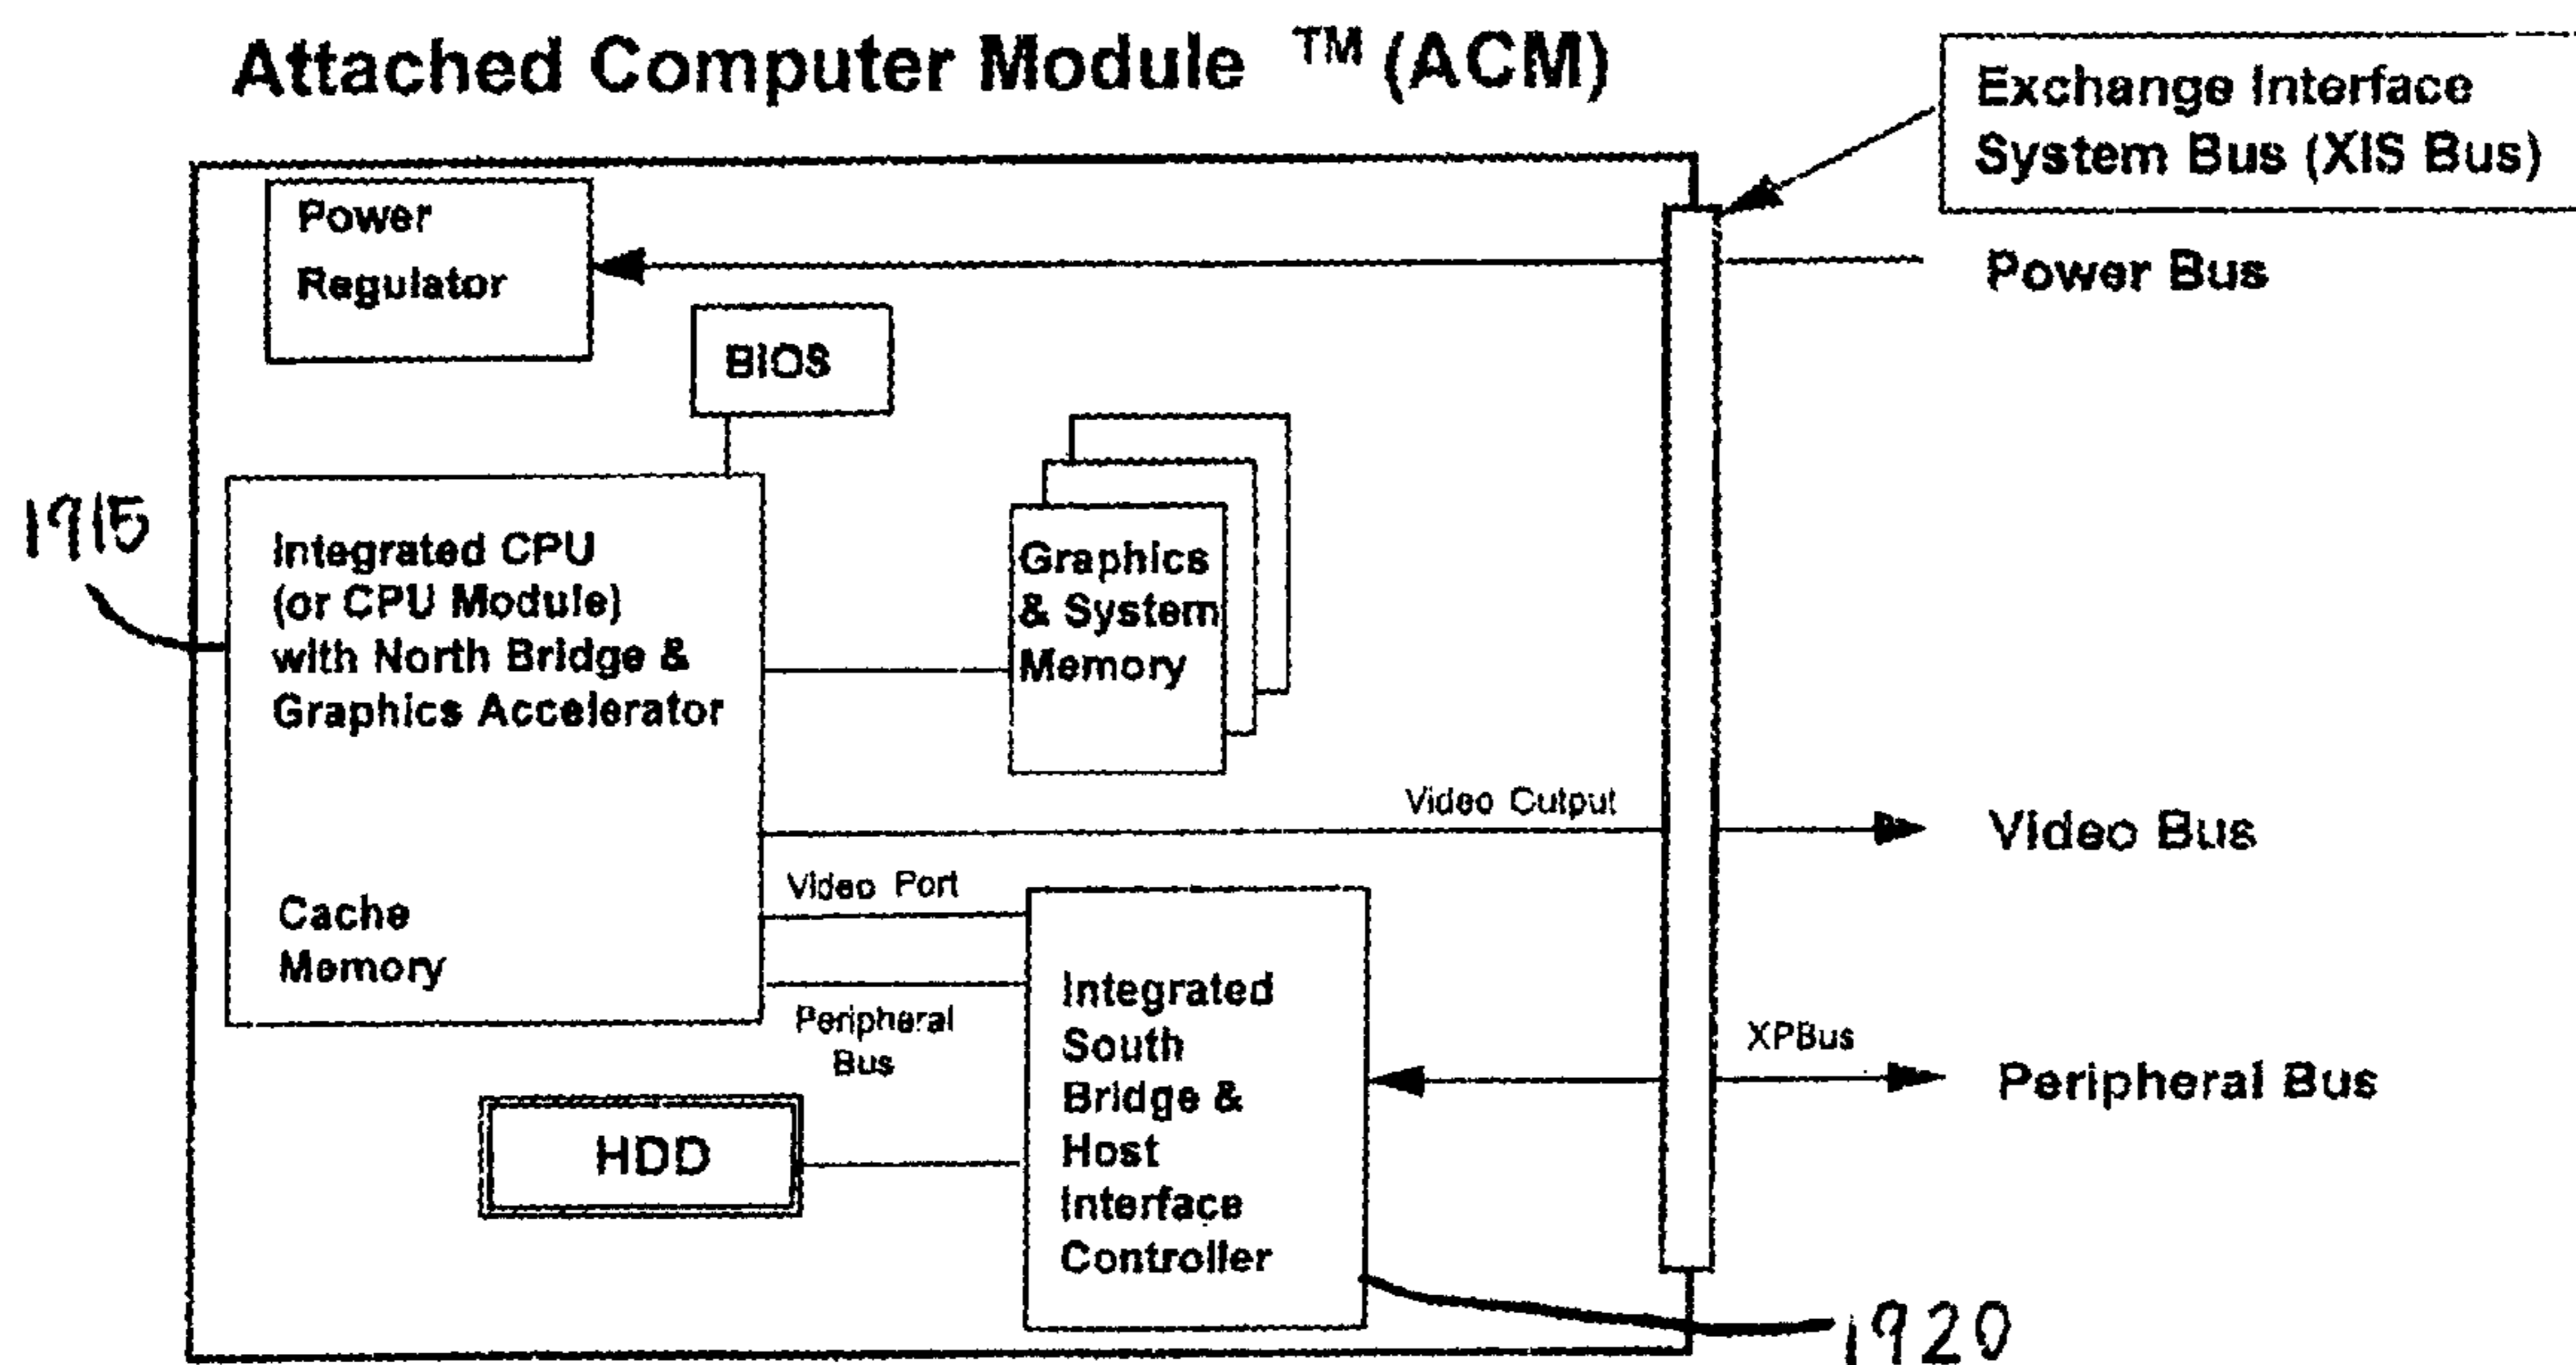 Attached Computer Module ™ (ACM)
Exchange Interface
System Bus (XIS Bus)
Power
Regulator
Power Bus
BIOS
1915
Integrated CPU
(or CPU Module)
with North Bridge &
Graphics Accelerator
Cache
Memory
Graphics
& System
Memory
Video Output
Video Bus
Video Port
Peripheral
Bus
Integrated
South
Bridge &
Host
Interface
Controller
XPBus
Peripheral Bus
HDD
1920